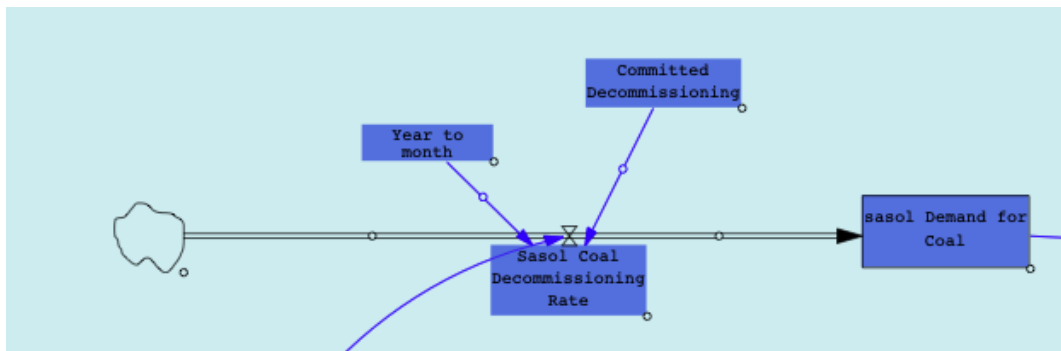 Committed
Decommissioning
Year to
month
sasol Demand for
Coal
Sasol Coal
Decommissioning
Rate